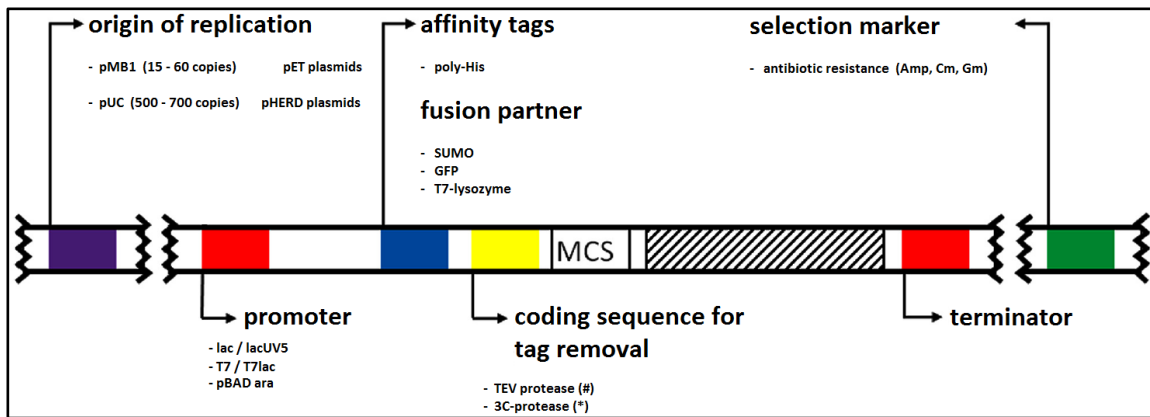 origin of replication
- pMB1 (15 - 60 copies) pET plasmids
- pUC (500 - 700 copies) pHERD plasmids
affinity tags
- poly-His
fusion partner
- SUMO
- GFP
- T7-lysozyme
selection marker
- antibiotic resistance (Amp, Cm, Gm)
MCS
promoter
- lac / lacUV5
- T7 / T7lac
- pBAD ara
coding sequence for
tag removal
- TEV protease (#)
- 3C-protease (*)
terminator